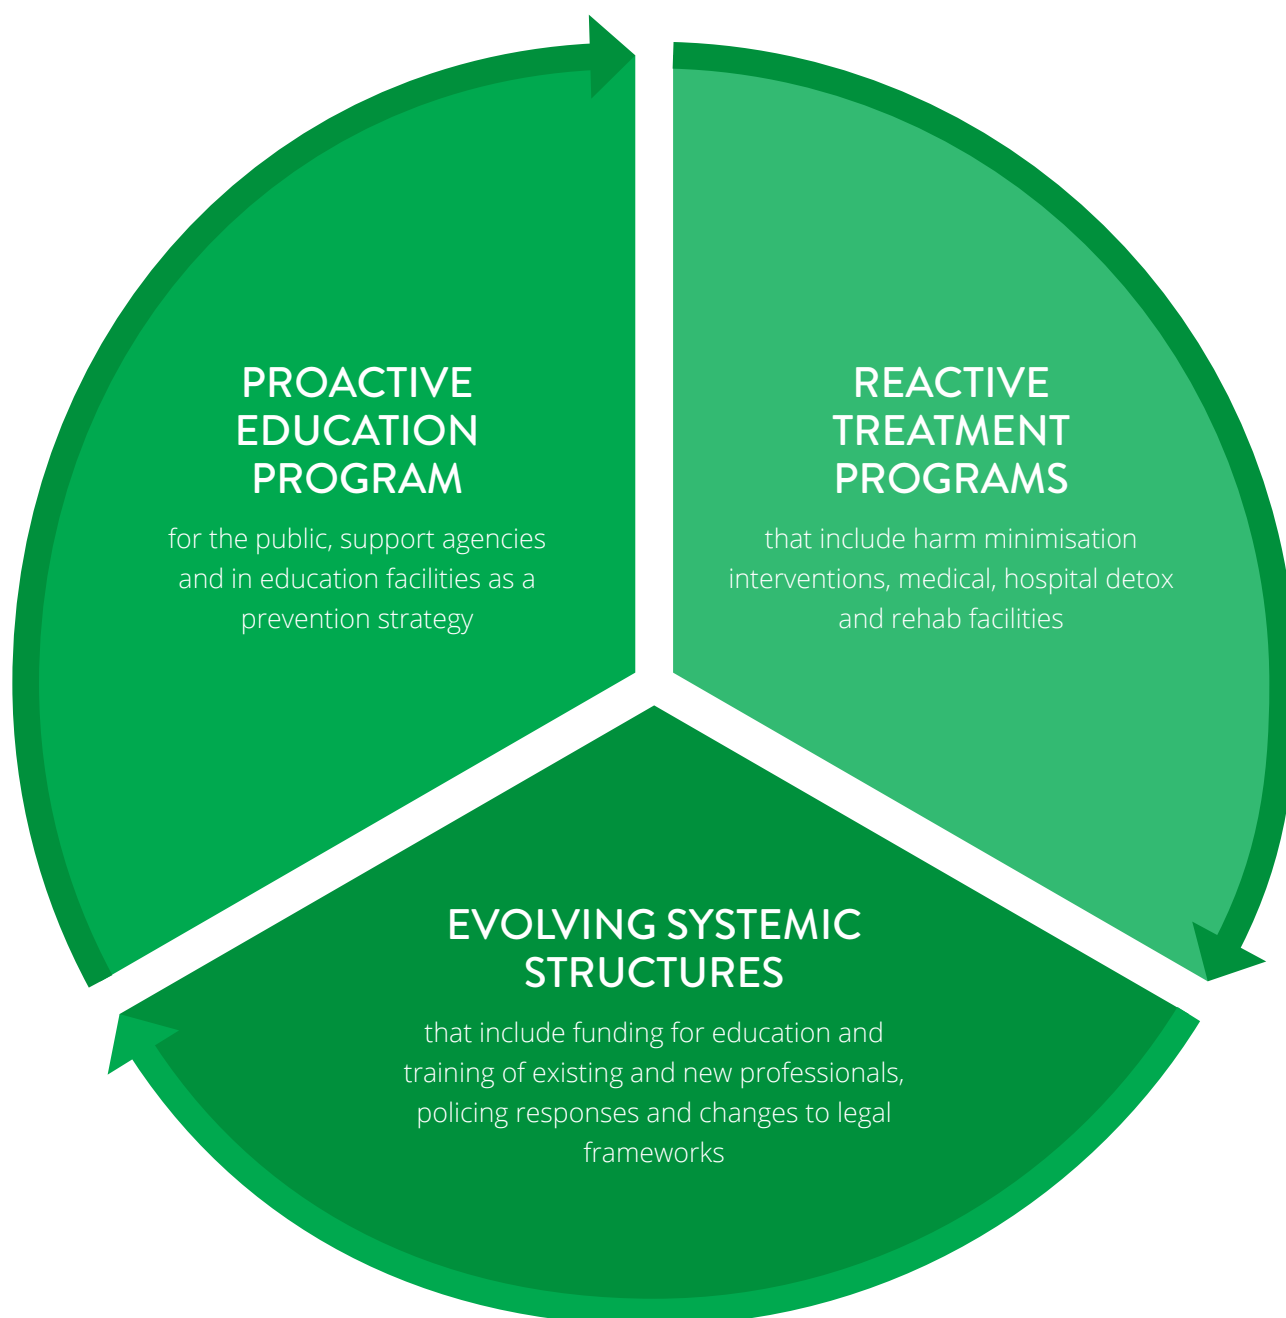 PROACTIVE
EDUCATION
PROGRAM
for the public, support agencies
and in education facilities as a
prevention strategy
REACTIVE
TREATMENT
PROGRAMS
that include harm minimisation
interventions, medical, hospital detox
and rehab facilities
EVOLVING SYSTEMIC
STRUCTURES
that include funding for education and
training of existing and new professionals,
policing responses and changes to legal
frameworks